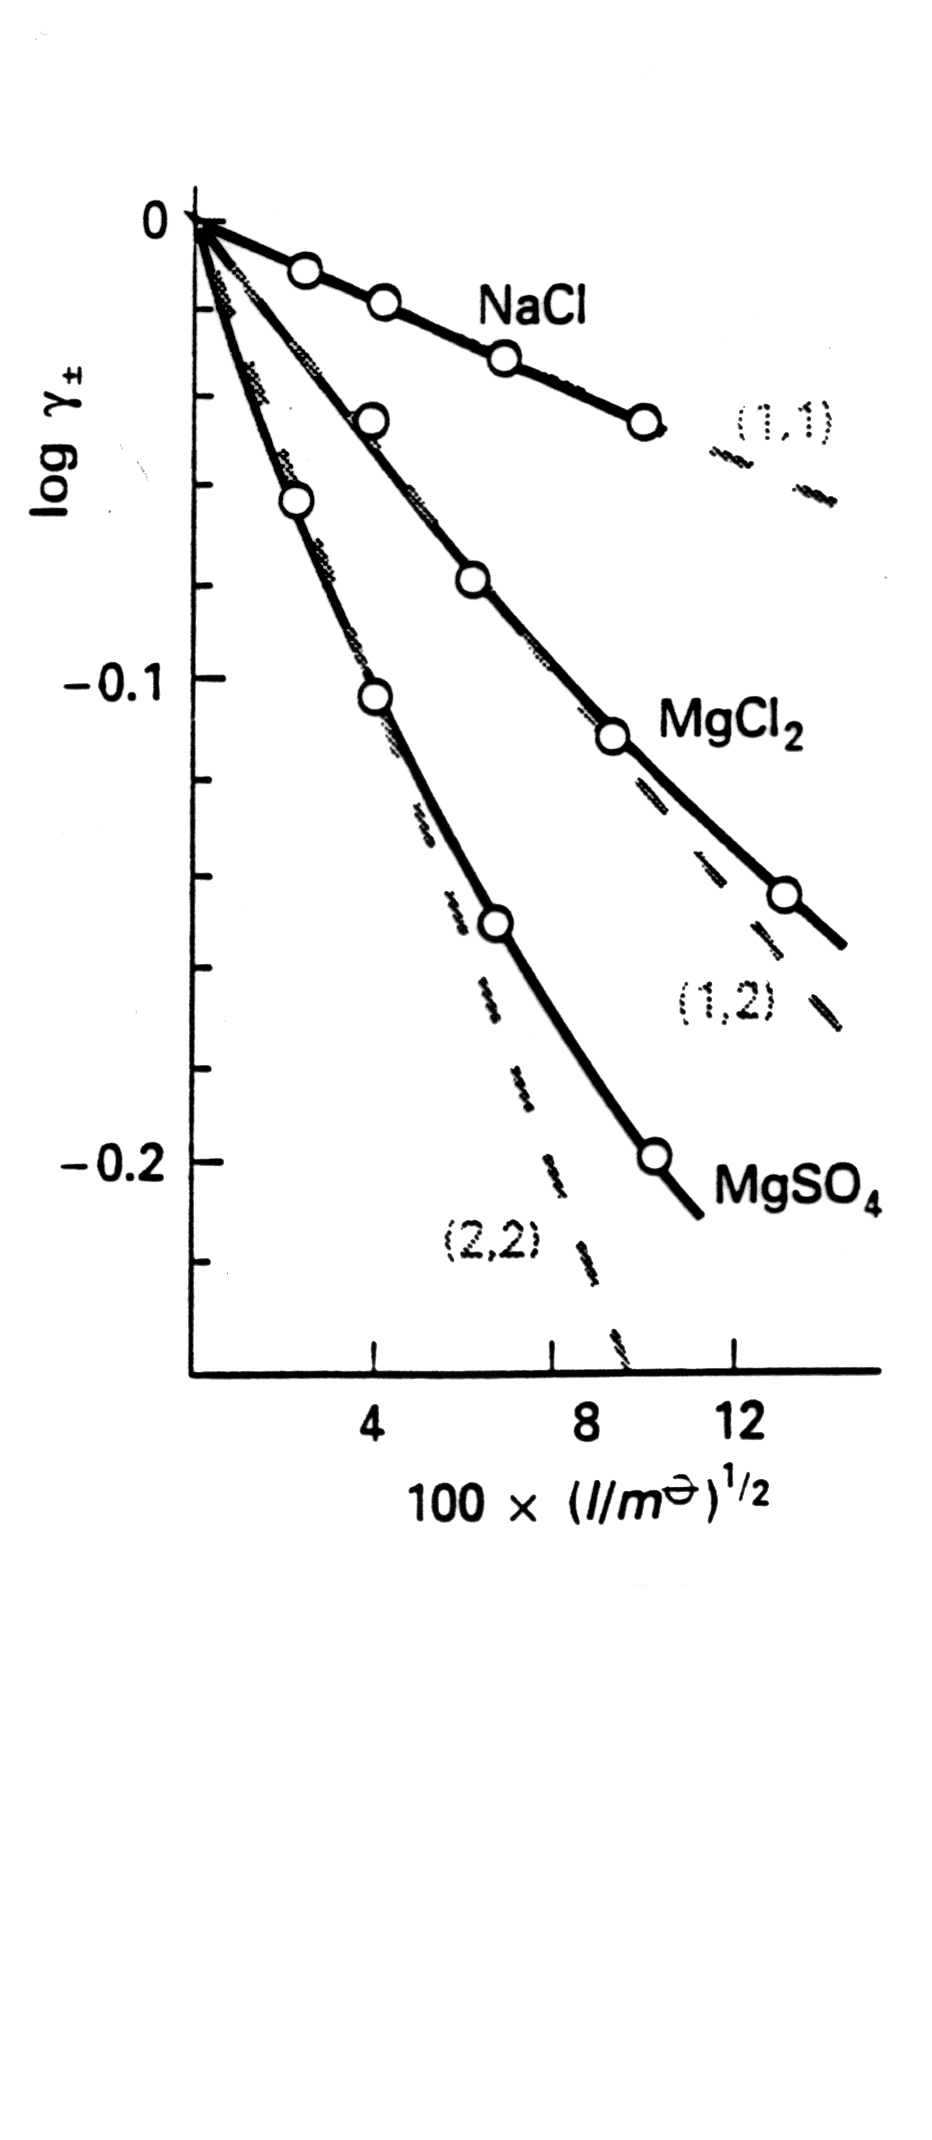 0
NaCl
(1,1)
log γ±
−0.1
MgCl₂
(1,2)
−0.2
MgSO₄
(2,2)
4 8 12
100 × (I/m⦵)¹/²